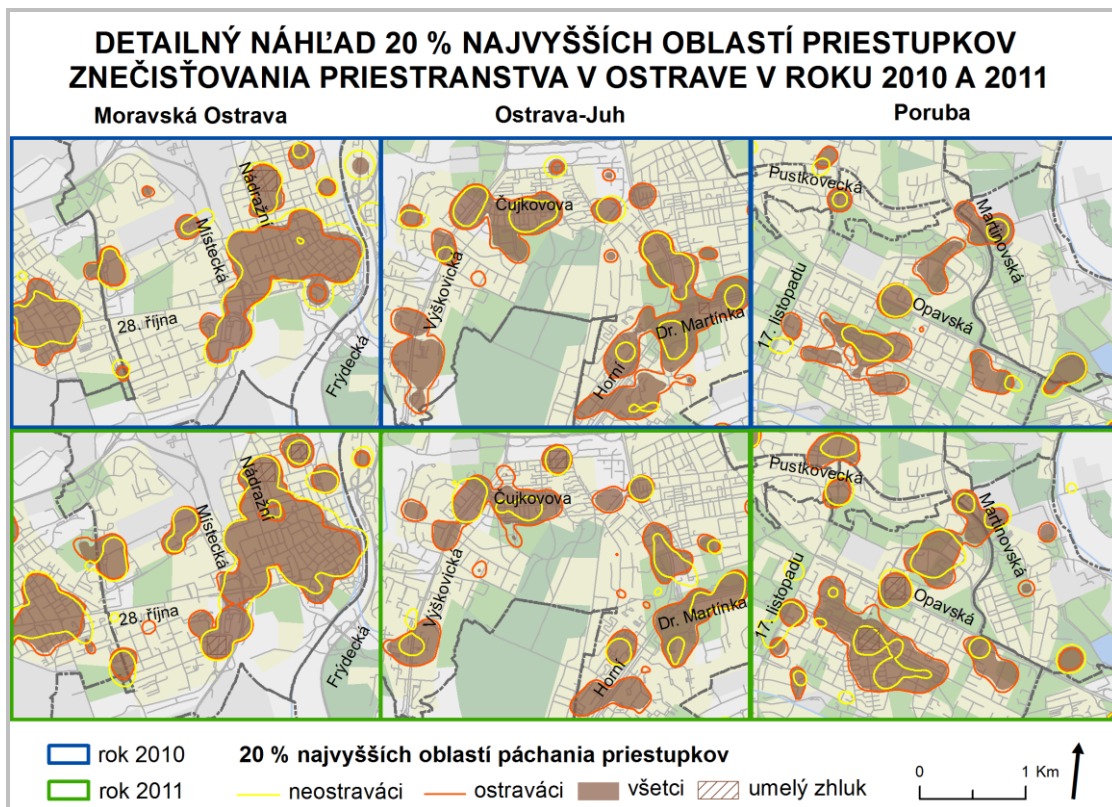 DETAILNÝ NÁHĽAD 20 % NAJVYŠŠÍCH OBLASTÍ PRIESTUPKOV
ZNEČISŤOVANIA PRIESTRANSTVA V OSTRAVE V ROKU 2010 A 2011
Moravská Ostrava
Ostrava-Juh
Poruba
Nádražní
Místecká
28. října
Frýdecká
Čujkovova
Výškovická
Dr. Martínka
Horní
Pustkovecká
Martinovská
17. listopadu
Opavská
Nádražní
Místecká
28. října
Frýdecká
Čujkovova
Výškovická
Dr. Martínka
Horní
Pustkovecká
Martinovská
17. listopadu
Opavská
rok 2010
20 % najvyšších oblastí páchania priestupkov
rok 2011
neostraváci
ostraváci
všetci
umelý zhluk
0 1 Km